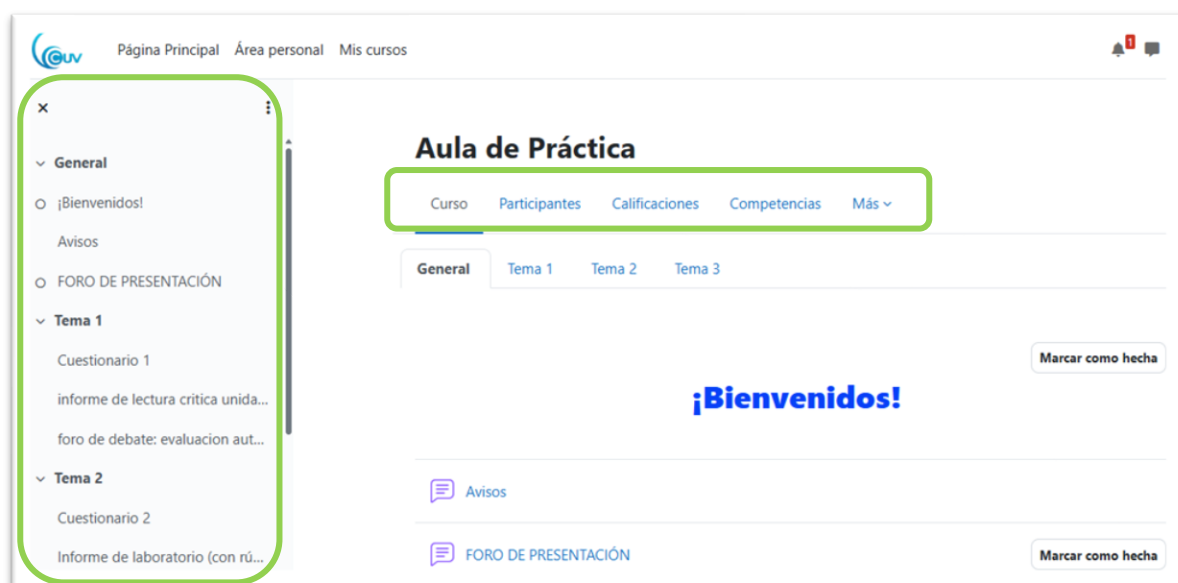 CUV
Página Principal Área personal Mis cursos
1
General
¡Bienvenidos!
Avisos
FORO DE PRESENTACIÓN
Tema 1
Cuestionario 1
informe de lectura critica unida...
foro de debate: evaluacion aut...
Tema 2
Cuestionario 2
Informe de laboratorio (con rú...
Aula de Práctica
Curso Participantes Calificaciones Competencias Más
General Tema 1 Tema 2 Tema 3
Marcar como hecha
¡Bienvenidos!
Avisos
FORO DE PRESENTACIÓN Marcar como hecha